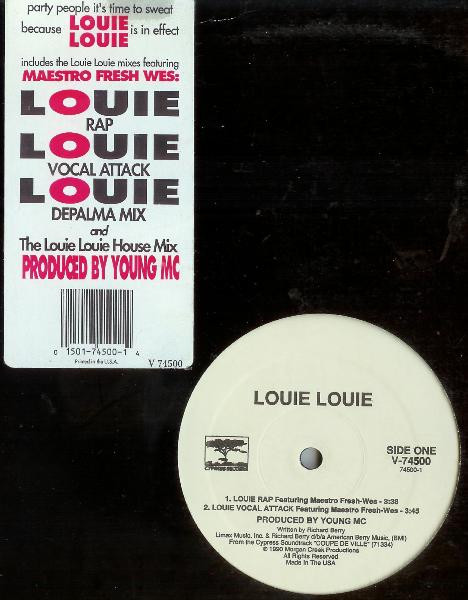 party people it's time to sweat
because LOUIE LOUIE is in effect
includes the Louie Louie mixes featuring
MAESTRO FRESH WES:
LOUIE
RAP
LOUIE
VOCAL ATTACK
LOUIE
DEPALMA MIX
and
The Louie Louie House Mix
PRODUCED BY YOUNG MC
0 1501-74500-1 4
Printed in the U.S.A.
V 74500
LOUIE LOUIE
CYPRESS RECORDS
SIDE ONE
V-74500
74500-1
1. LOUIE RAP Featuring Maestro Fresh-Wes - 3:38
2. LOUIE VOCAL ATTACK Featuring Maestro Fresh-Wes - 3:45
PRODUCED BY YOUNG MC
Written by Richard Berry
Limax Music, Inc. & Richard Berry d/b/a American Berry Music, (BMI)
From the Cypress Soundtrack "COUPE DE VILLE" (71334)
© 1990 Morgan Creek Productions
All Rights Reserved
Made In The USA